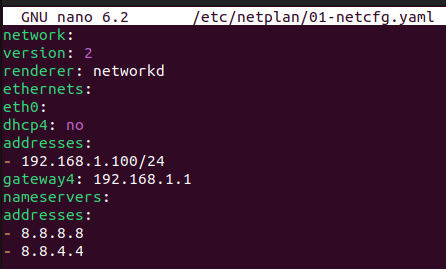 GNU nano 6.2 /etc/netplan/01-netcfg.yaml
network:
version: 2
renderer: networkd
ethernets:
eth0:
dhcp4: no
addresses:
- 192.168.1.100/24
gateway4: 192.168.1.1
nameservers:
addresses:
- 8.8.8.8
- 8.8.4.4